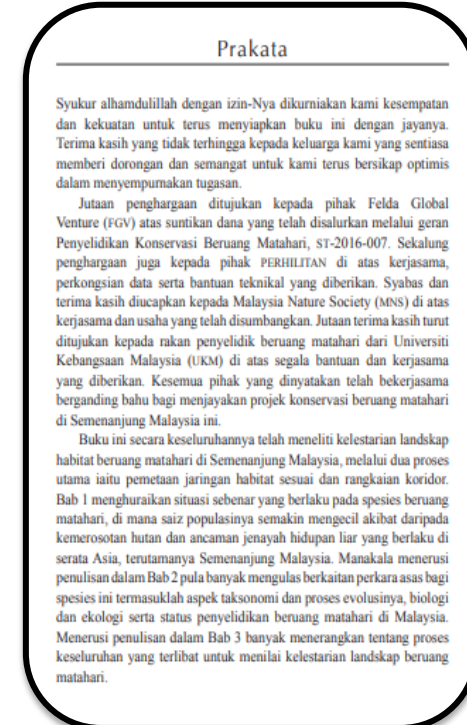 Prakata
Syukur alhamdulillah dengan izin-Nya dikurniakan kami kesempatan
dan kekuatan untuk terus menyiapkan buku ini dengan jayanya.
Terima kasih yang tidak terhingga kepada keluarga kami yang sentiasa
memberi dorongan dan semangat untuk kami terus bersikap optimis
dalam menyempurnakan tugasan.
Jutaan penghargaan ditujukan kepada pihak Felda Global
Venture (FGV) atas suntikan dana yang telah disalurkan melalui geran
Penyelidikan Konservasi Beruang Matahari, ST-2016-007. Sekalung
penghargaan juga kepada pihak PERHILITAN di atas kerjasama,
perkongsian data serta bantuan teknikal yang diberikan. Syabas dan
terima kasih diucapkan kepada Malaysia Nature Society (MNS) di atas
kerjasama dan usaha yang telah disumbangkan. Jutaan terima kasih turut
ditujukan kepada rakan penyelidik beruang matahari dari Universiti
Kebangsaan Malaysia (UKM) di atas segala bantuan dan kerjasama
yang diberikan. Kesemua pihak yang dinyatakan telah bekerjasama
berganding bahu bagi menjayakan projek konservasi beruang matahari
di Semenanjung Malaysia ini.
Buku ini secara keseluruhannya telah meneliti kelestarian landskap
habitat beruang matahari di Semenanjung Malaysia, melalui dua proses
utama iaitu pemetaan jaringan habitat sesuai dan rangkaian koridor.
Bab 1 menghuraikan situasi sebenar yang berlaku pada spesies beruang
matahari, di mana saiz populasinya semakin mengecil akibat daripada
kemerosotan hutan dan ancaman jenayah hidupan liar yang berlaku di
serata Asia, terutamanya Semenanjung Malaysia. Manakala menerusi
penulisan dalam Bab 2 pula banyak mengulas berkaitan perkara asas bagi
spesies ini termasuklah aspek taksonomi dan proses evolusinya, biologi
dan ekologi serta status penyelidikan beruang matahari di Malaysia.
Menerusi penulisan dalam Bab 3 banyak menerangkan tentang proses
keseluruhan yang terlibat untuk menilai kelestarian landskap beruang
matahari.